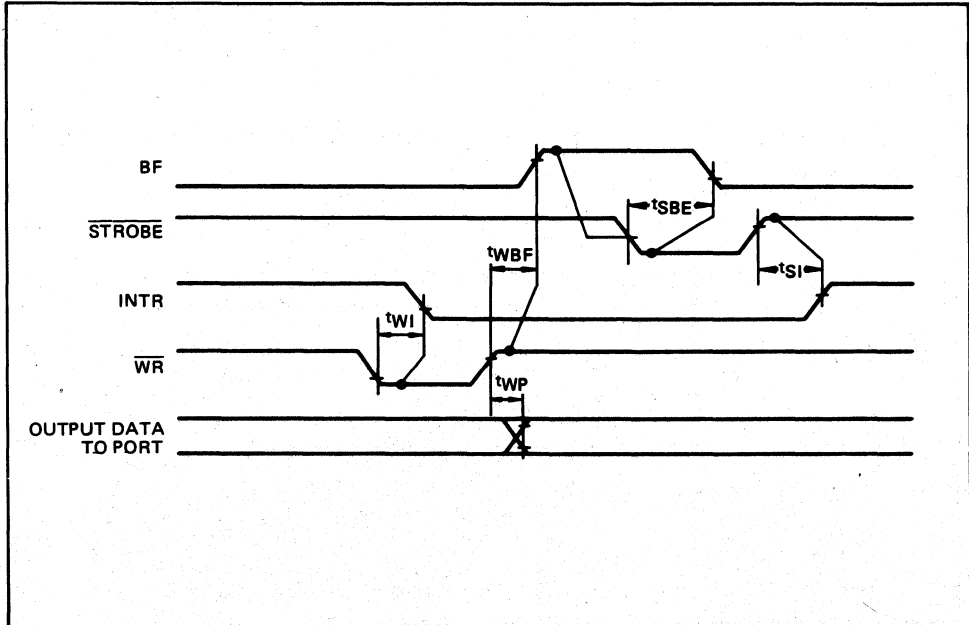 BF
STROBE
tSBE
tWBF
tSI
INTR
tWI
WR
tWP
OUTPUT DATA
TO PORT